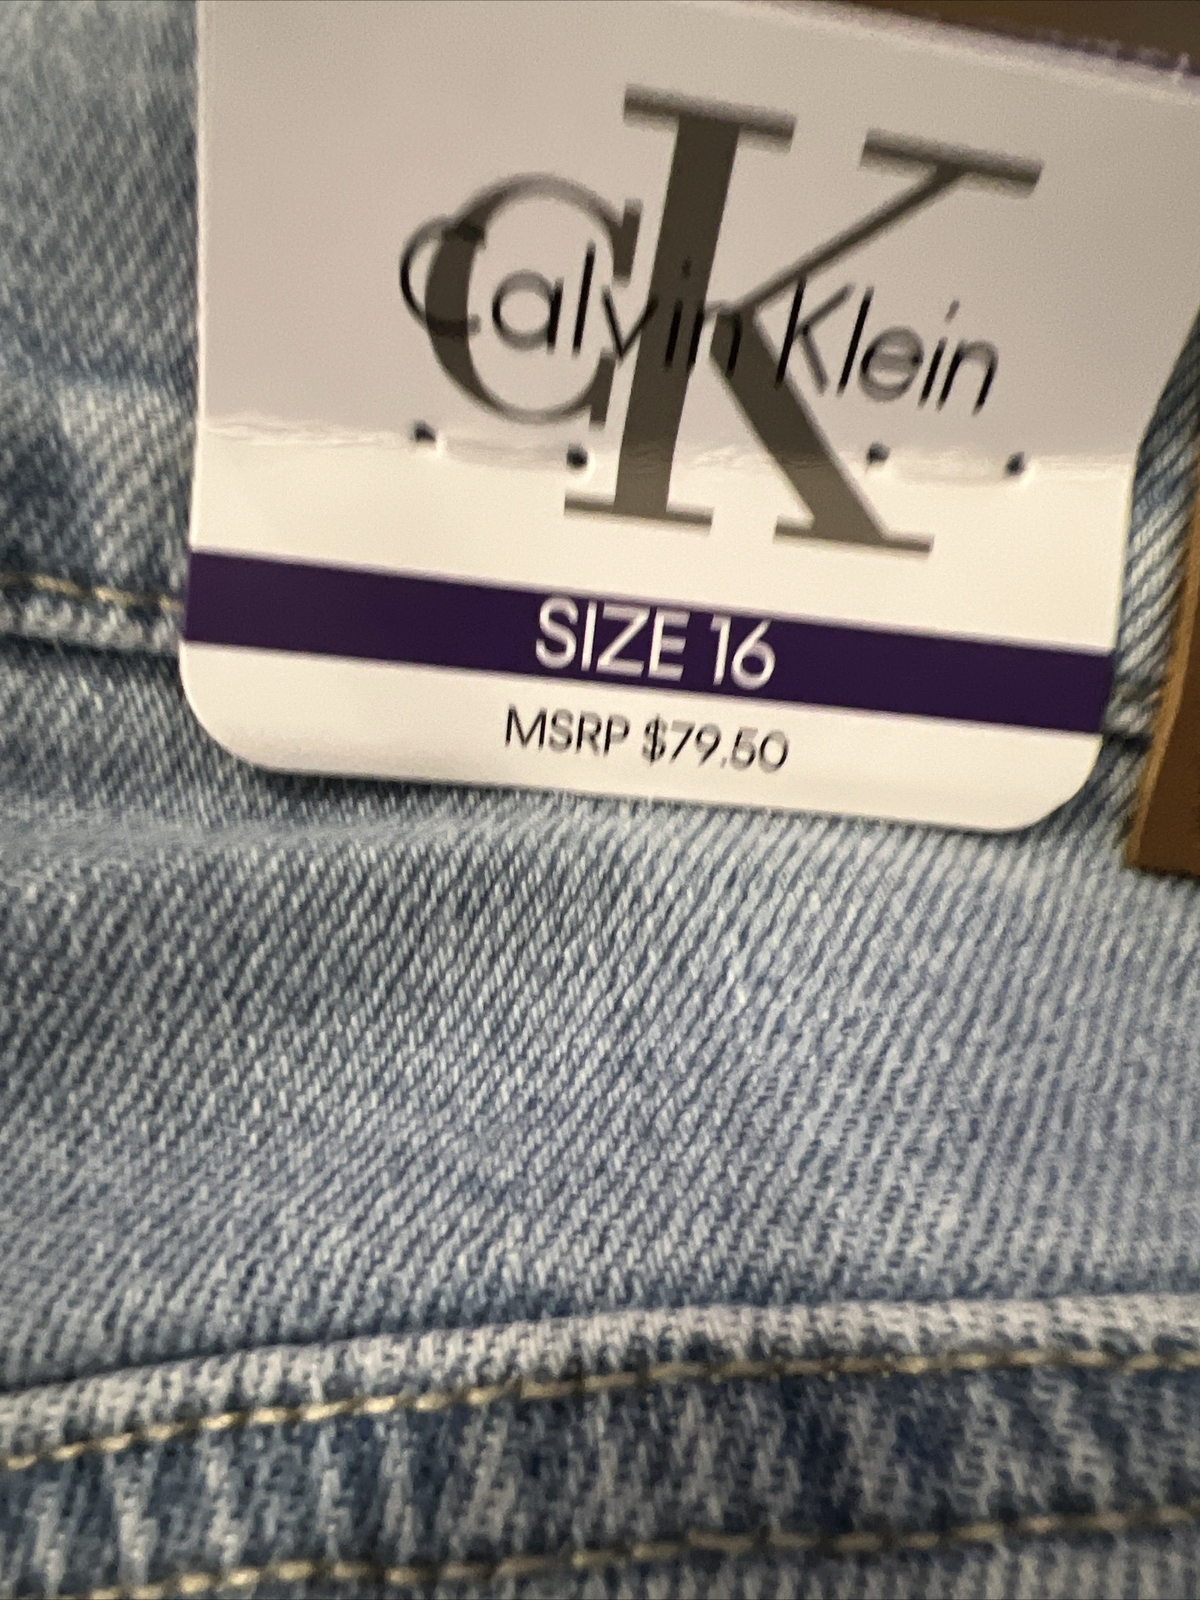 CK
Calvin Klein
SIZE 16
MSRP $79.50